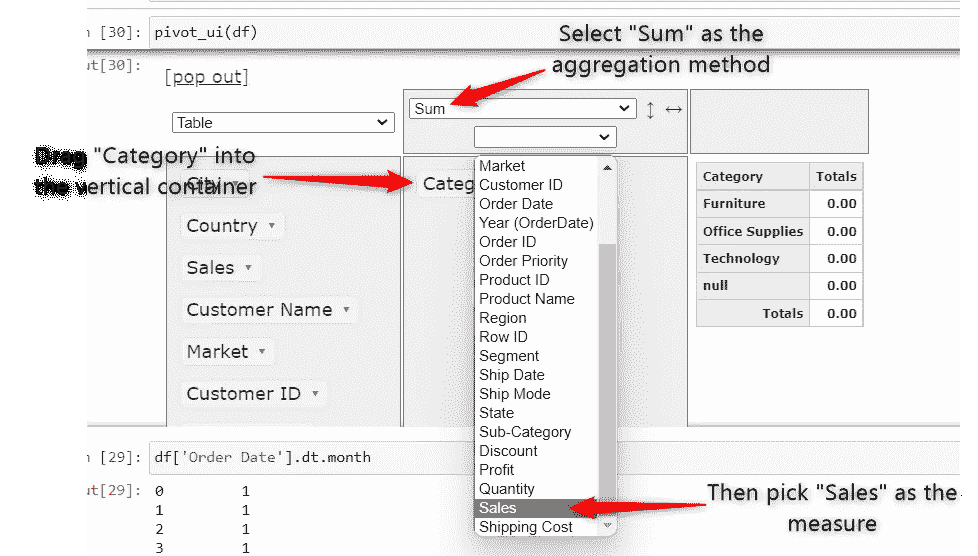 n [30]: pivot_ui(df)
Select "Sum" as the
aggregation method
ut[30]:
[pop out]
Sum ↕ ↔
Table
Drag "Category" into
the vertical container
City
Categ
Country ▾
Sales ▾
Customer Name ▾
Market ▾
Customer ID ▾
Market
Customer ID
Order Date
Year (OrderDate)
Order ID
Order Priority
Product ID
Product Name
Region
Row ID
Segment
Ship Date
Ship Mode
State
Sub-Category
Discount
Profit
Quantity
Sales
Shipping Cost
Category Totals
Furniture 0.00
Office Supplies 0.00
Technology 0.00
null 0.00
Totals 0.00
Then pick "Sales" as the
measure
n [29]: df['Order Date'].dt.month
ut[29]: 0 1
1 1
2 1
3 1